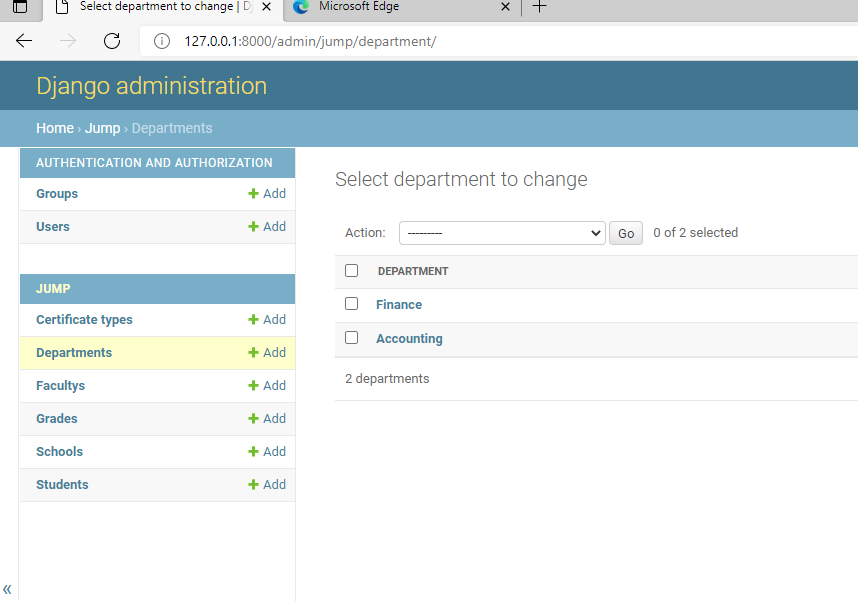 Select department to change | D
Microsoft Edge
127.0.0.1:8000/admin/jump/department/
Django administration
Home › Jump › Departments
AUTHENTICATION AND AUTHORIZATION
Groups + Add
Users + Add
JUMP
Certificate types + Add
Departments + Add
Facultys + Add
Grades + Add
Schools + Add
Students + Add
«
Select department to change
Action: --------- Go 0 of 2 selected
DEPARTMENT
Finance
Accounting
2 departments